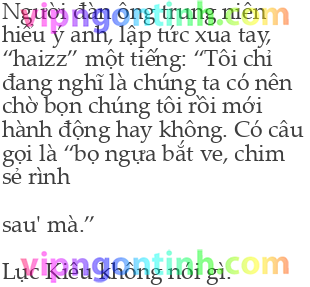 Người đàn ông trung niên
hiểu ý anh, lập tức xua tay,
“haizz” một tiếng: “Tôi chỉ
đang nghĩ là chúng ta có nên
chờ bọn chúng tôi rồi mới
hành động hay không. Có câu
gọi là “bọ ngựa bắt ve, chim
sẻ rình
sau' mà.”
Lục Kiêu không nói gì.
vipngontinh.com
vipngontinh.com